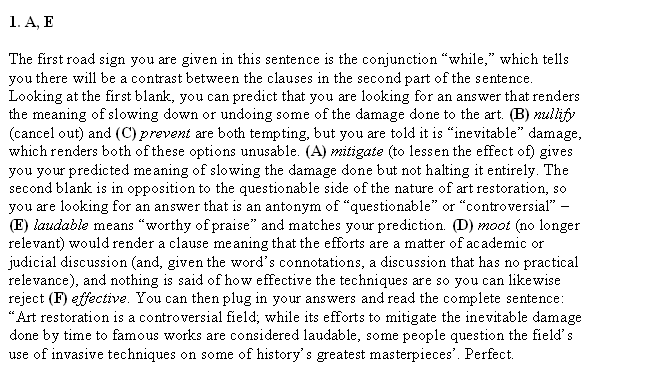 1. A, E
The first road sign you are given in this sentence is the conjunction “while,” which tells
you there will be a contrast between the clauses in the second part of the sentence.
Looking at the first blank, you can predict that you are looking for an answer that renders
the meaning of slowing down or undoing some of the damage done to the art. (B) nullify
(cancel out) and (C) prevent are both tempting, but you are told it is “inevitable” damage,
which renders both of these options unusable. (A) mitigate (to lessen the effect of) gives
you your predicted meaning of slowing the damage done but not halting it entirely. The
second blank is in opposition to the questionable side of the nature of art restoration, so
you are looking for an answer that is an antonym of “questionable” or “controversial” –
(E) laudable means “worthy of praise” and matches your prediction. (D) moot (no longer
relevant) would render a clause meaning that the efforts are a matter of academic or
judicial discussion (and, given the word’s connotations, a discussion that has no practical
relevance), and nothing is said of how effective the techniques are so you can likewise
reject (F) effective. You can then plug in your answers and read the complete sentence:
“Art restoration is a controversial field; while its efforts to mitigate the inevitable damage
done by time to famous works are considered laudable, some people question the field’s
use of invasive techniques on some of history’s greatest masterpieces’. Perfect.